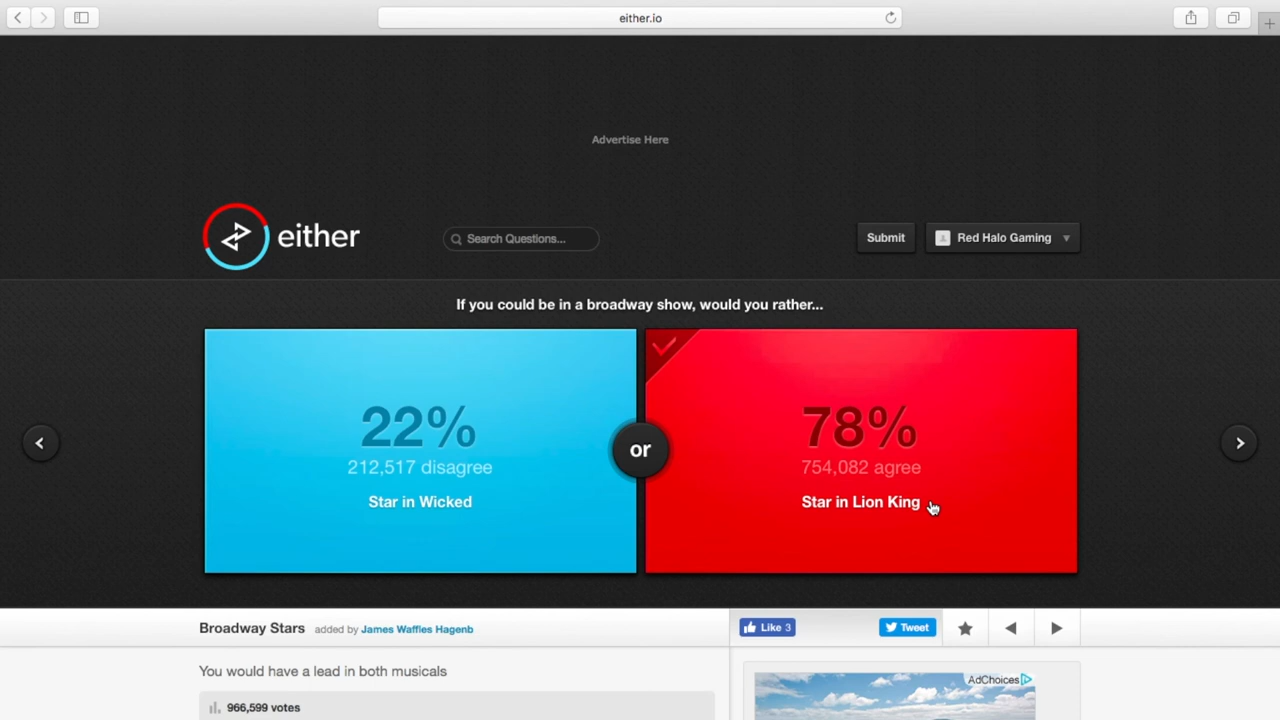 either.io
Advertise Here
either
Search Questions...
Submit
Red Halo Gaming
If you could be in a broadway show, would you rather...
22%
212,517 disagree
Star in Wicked
or
78%
754,082 agree
Star in Lion King
Broadway Stars added by James Waffles Hagenb
Like 3
Tweet
You would have a lead in both musicals
AdChoices
966,599 votes